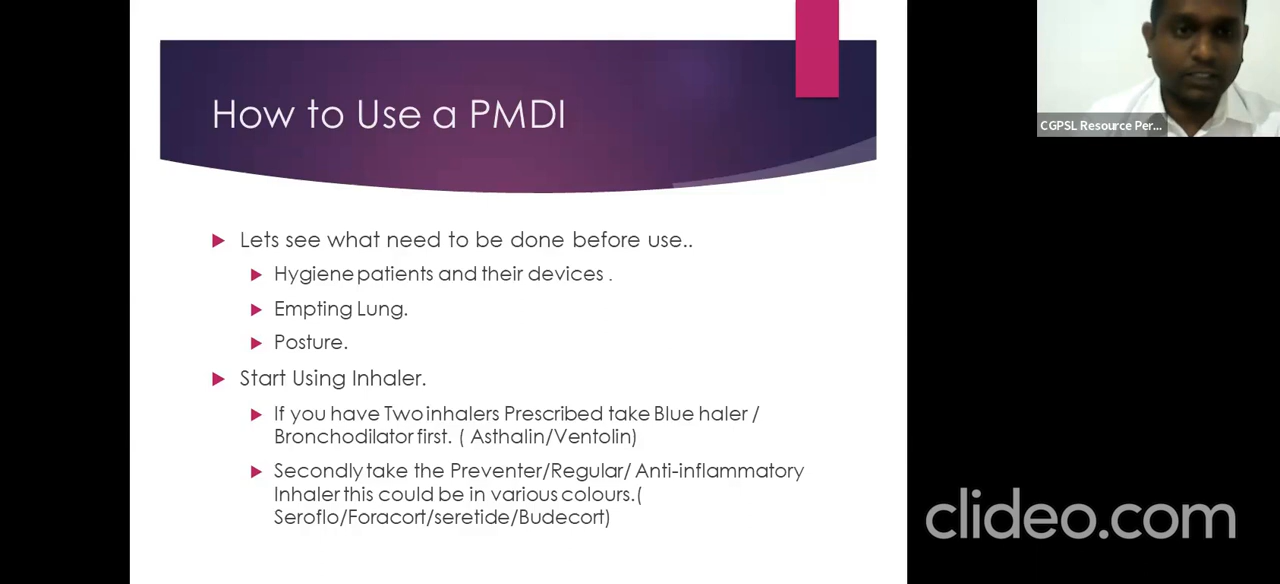 How to Use a PMDI
CGPSL Resource Per...
Lets see what need to be done before use..
Hygiene patients and their devices .
Empting Lung.
Posture.
Start Using Inhaler.
If you have Two inhalers Prescribed take Blue haler /
Bronchodilator first. ( Asthalin/Ventolin)
Secondly take the Preventer/Regular/ Anti-inflammatory
Inhaler this could be in various colours.(
Seroflo/Foracort/seretide/Budecort)
clideo.com